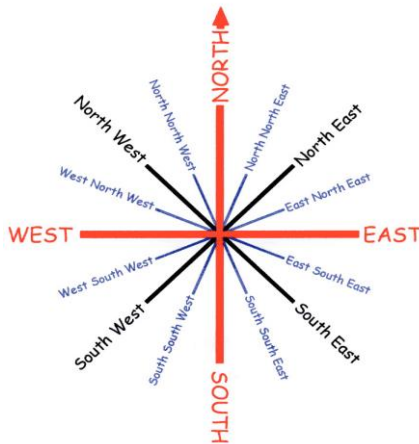 NORTH
North North West
North North East
North West
North East
West North West
East North East
WEST
EAST
West South West
East South East
South West
South East
South South West
South South East
SOUTH